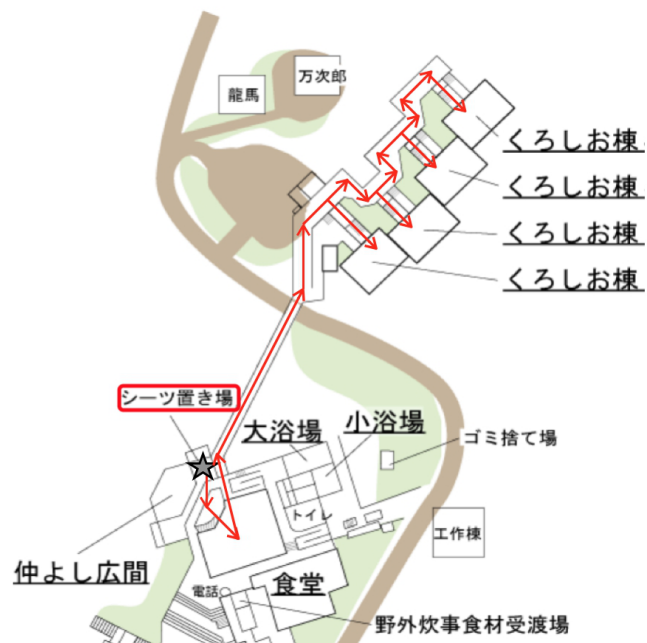 万次郎
龍馬
くろしお棟
くろしお棟
くろしお棟
くろしお棟
シーツ置き場
大浴場
小浴場
ゴミ捨て場
トイレ
工作棟
仲よし広間
電話
食堂
野外炊事食材受渡場